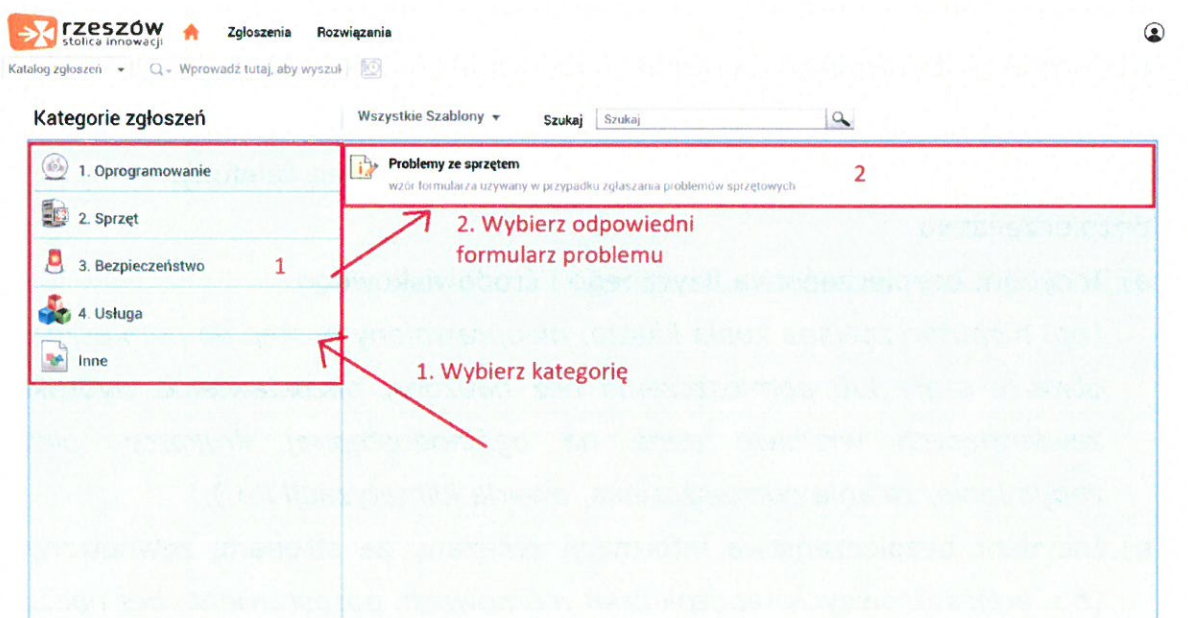 rzeszów
stolica innowacji
Zgłoszenia Rozwiązania
Katalog zgłoszeń Wprowadź tutaj, aby wyszuk
Kategorie zgłoszeń
Wszystkie Szablony Szukaj Szukaj
1. Oprogramowanie
2. Sprzęt
3. Bezpieczeństwo 1
4. Usługa
Inne
Problemy ze sprzętem
wzór formularza używany w przypadku zgłaszania problemów sprzętowych 2
2. Wybierz odpowiedni
formularz problemu
1. Wybierz kategorię